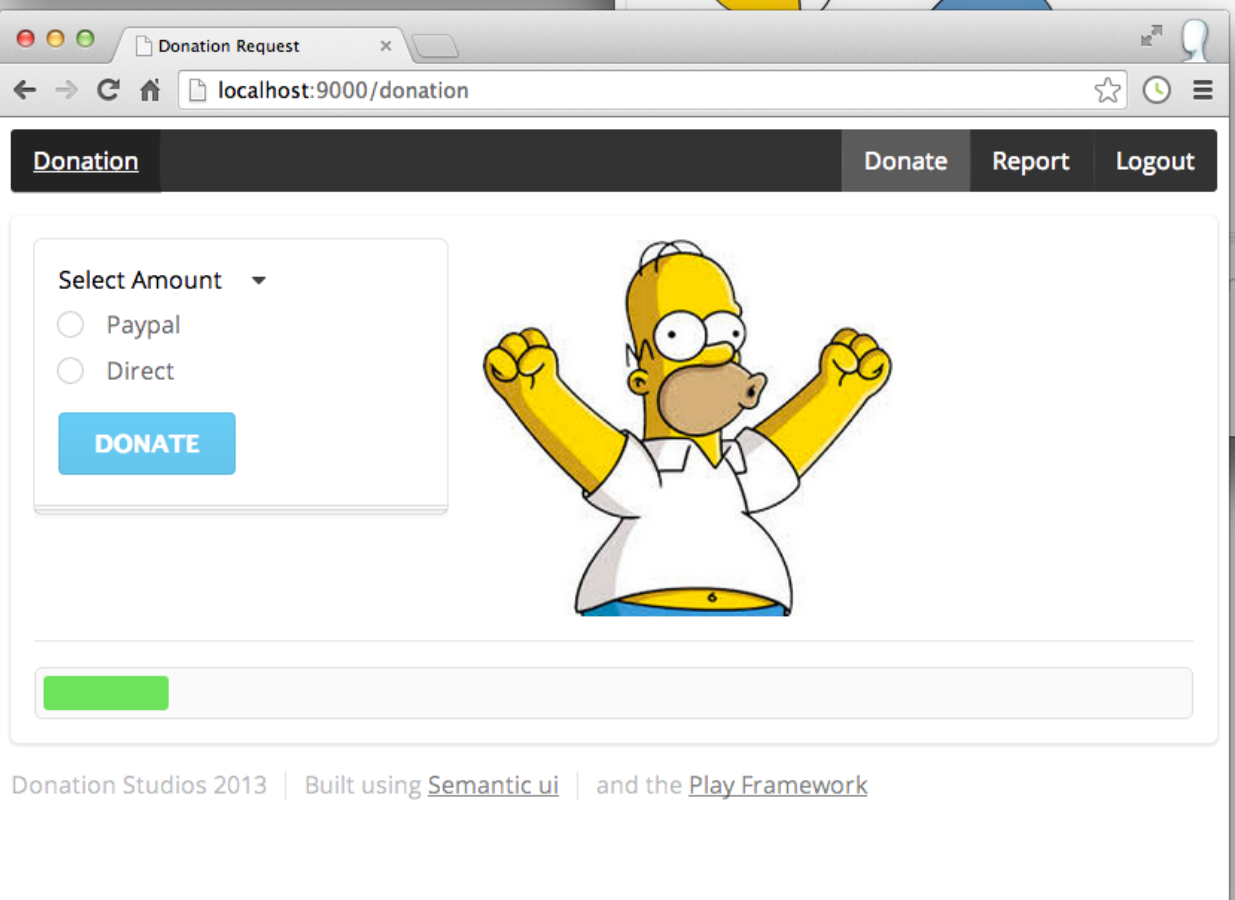 Donation Request
localhost:9000/donation
Donation Donate Report Logout
Select Amount
Paypal
Direct
DONATE
Donation Studios 2013 Built using Semantic ui and the Play Framework